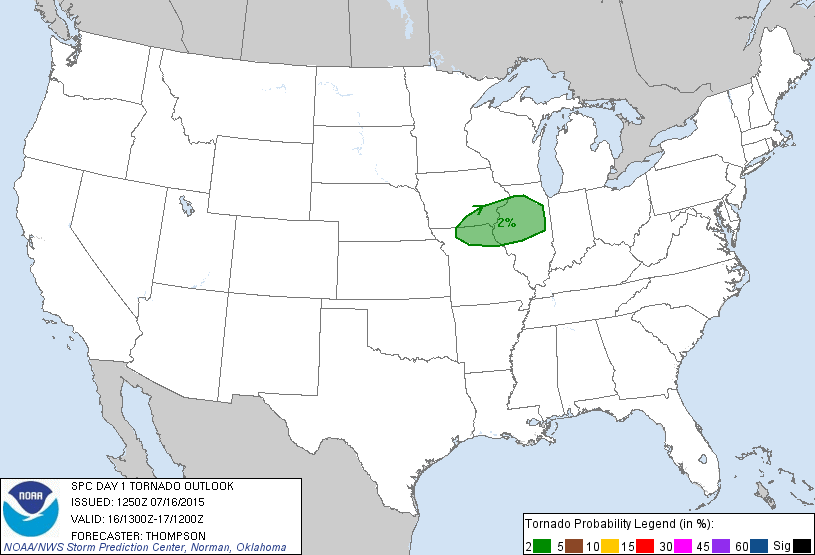 2%
NOAA
SPC DAY 1 TORNADO OUTLOOK
ISSUED: 1250Z 07/16/2015
VALID: 16/1300Z-17/1200Z
FORECASTER: THOMPSON
NOAA/NWS Storm Prediction Center, Norman, Oklahoma
Tornado Probability Legend (in %):
2 5 10 15 30 45 60 Sig